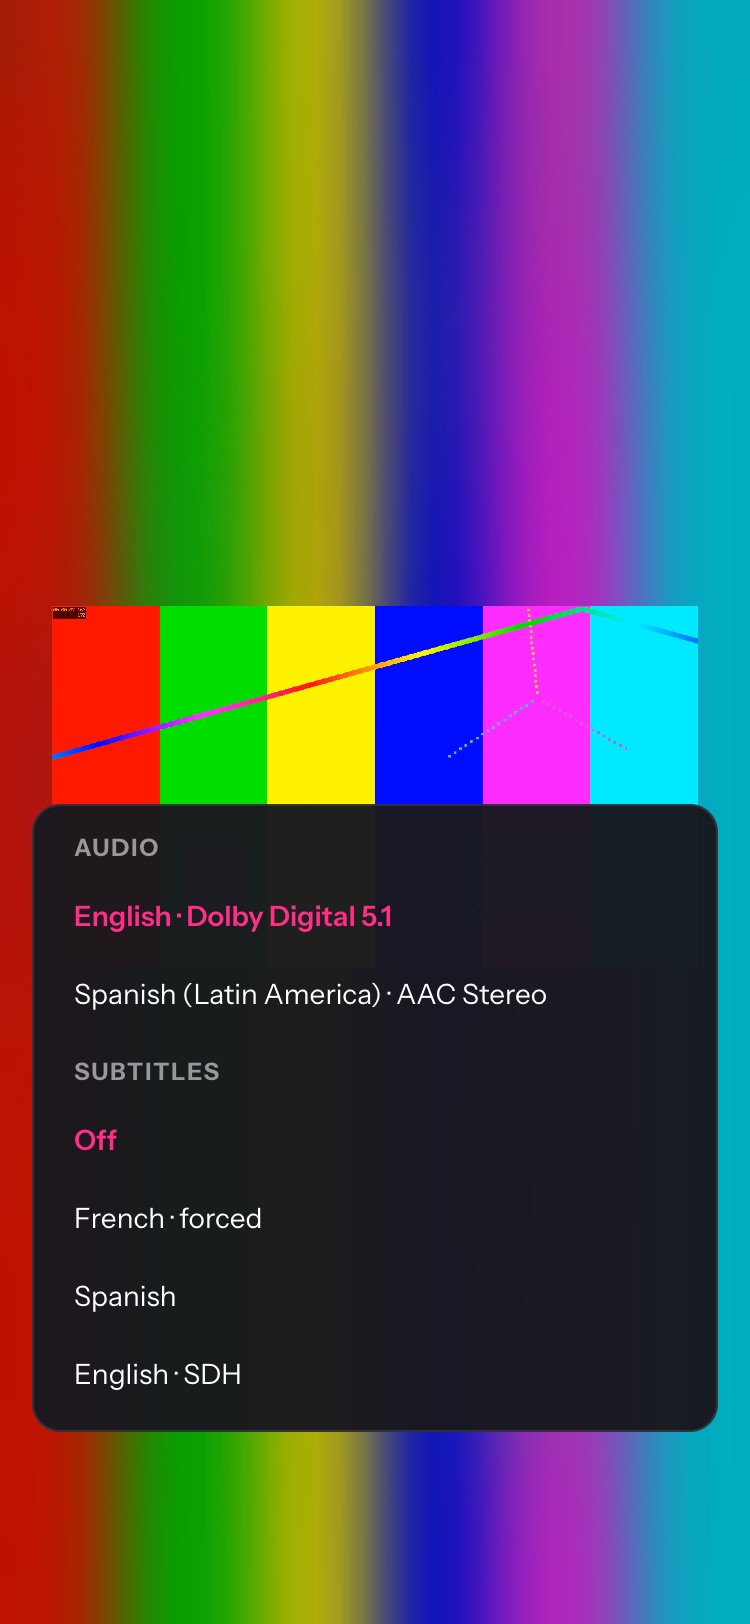 AUDIO
English · Dolby Digital 5.1
Spanish (Latin America) · AAC Stereo
SUBTITLES
Off
French · forced
Spanish
English · SDH